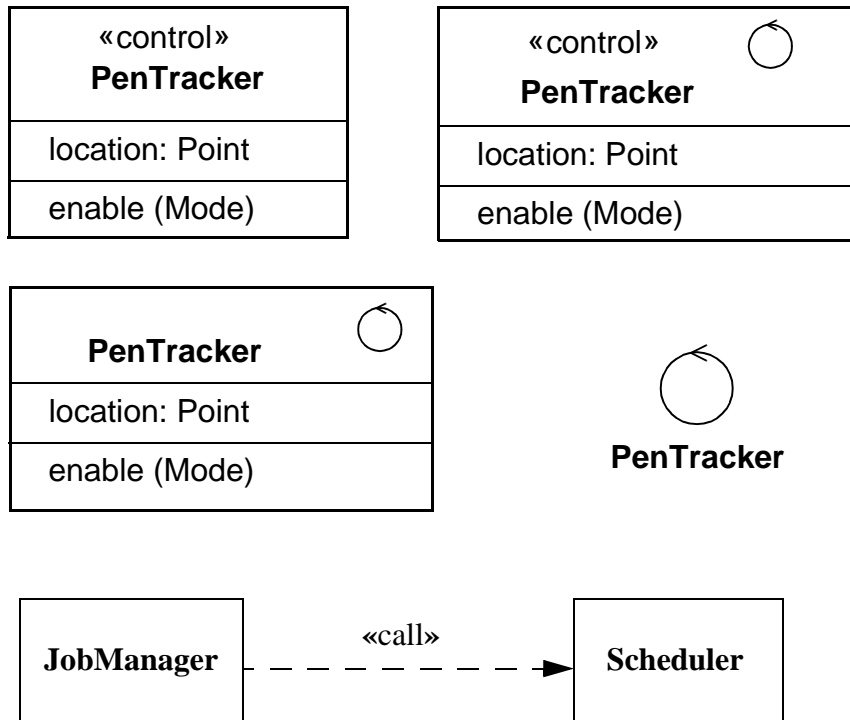 «control»
PenTracker
location: Point
enable (Mode)
«control»
PenTracker
location: Point
enable (Mode)
PenTracker
location: Point
enable (Mode)
PenTracker
JobManager
«call»
Scheduler